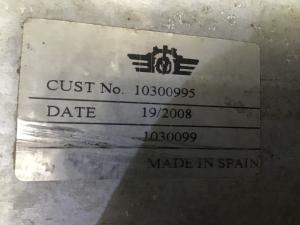 CUST No. 10300995
DATE 19/2008
1030099
MADE IN SPAIN